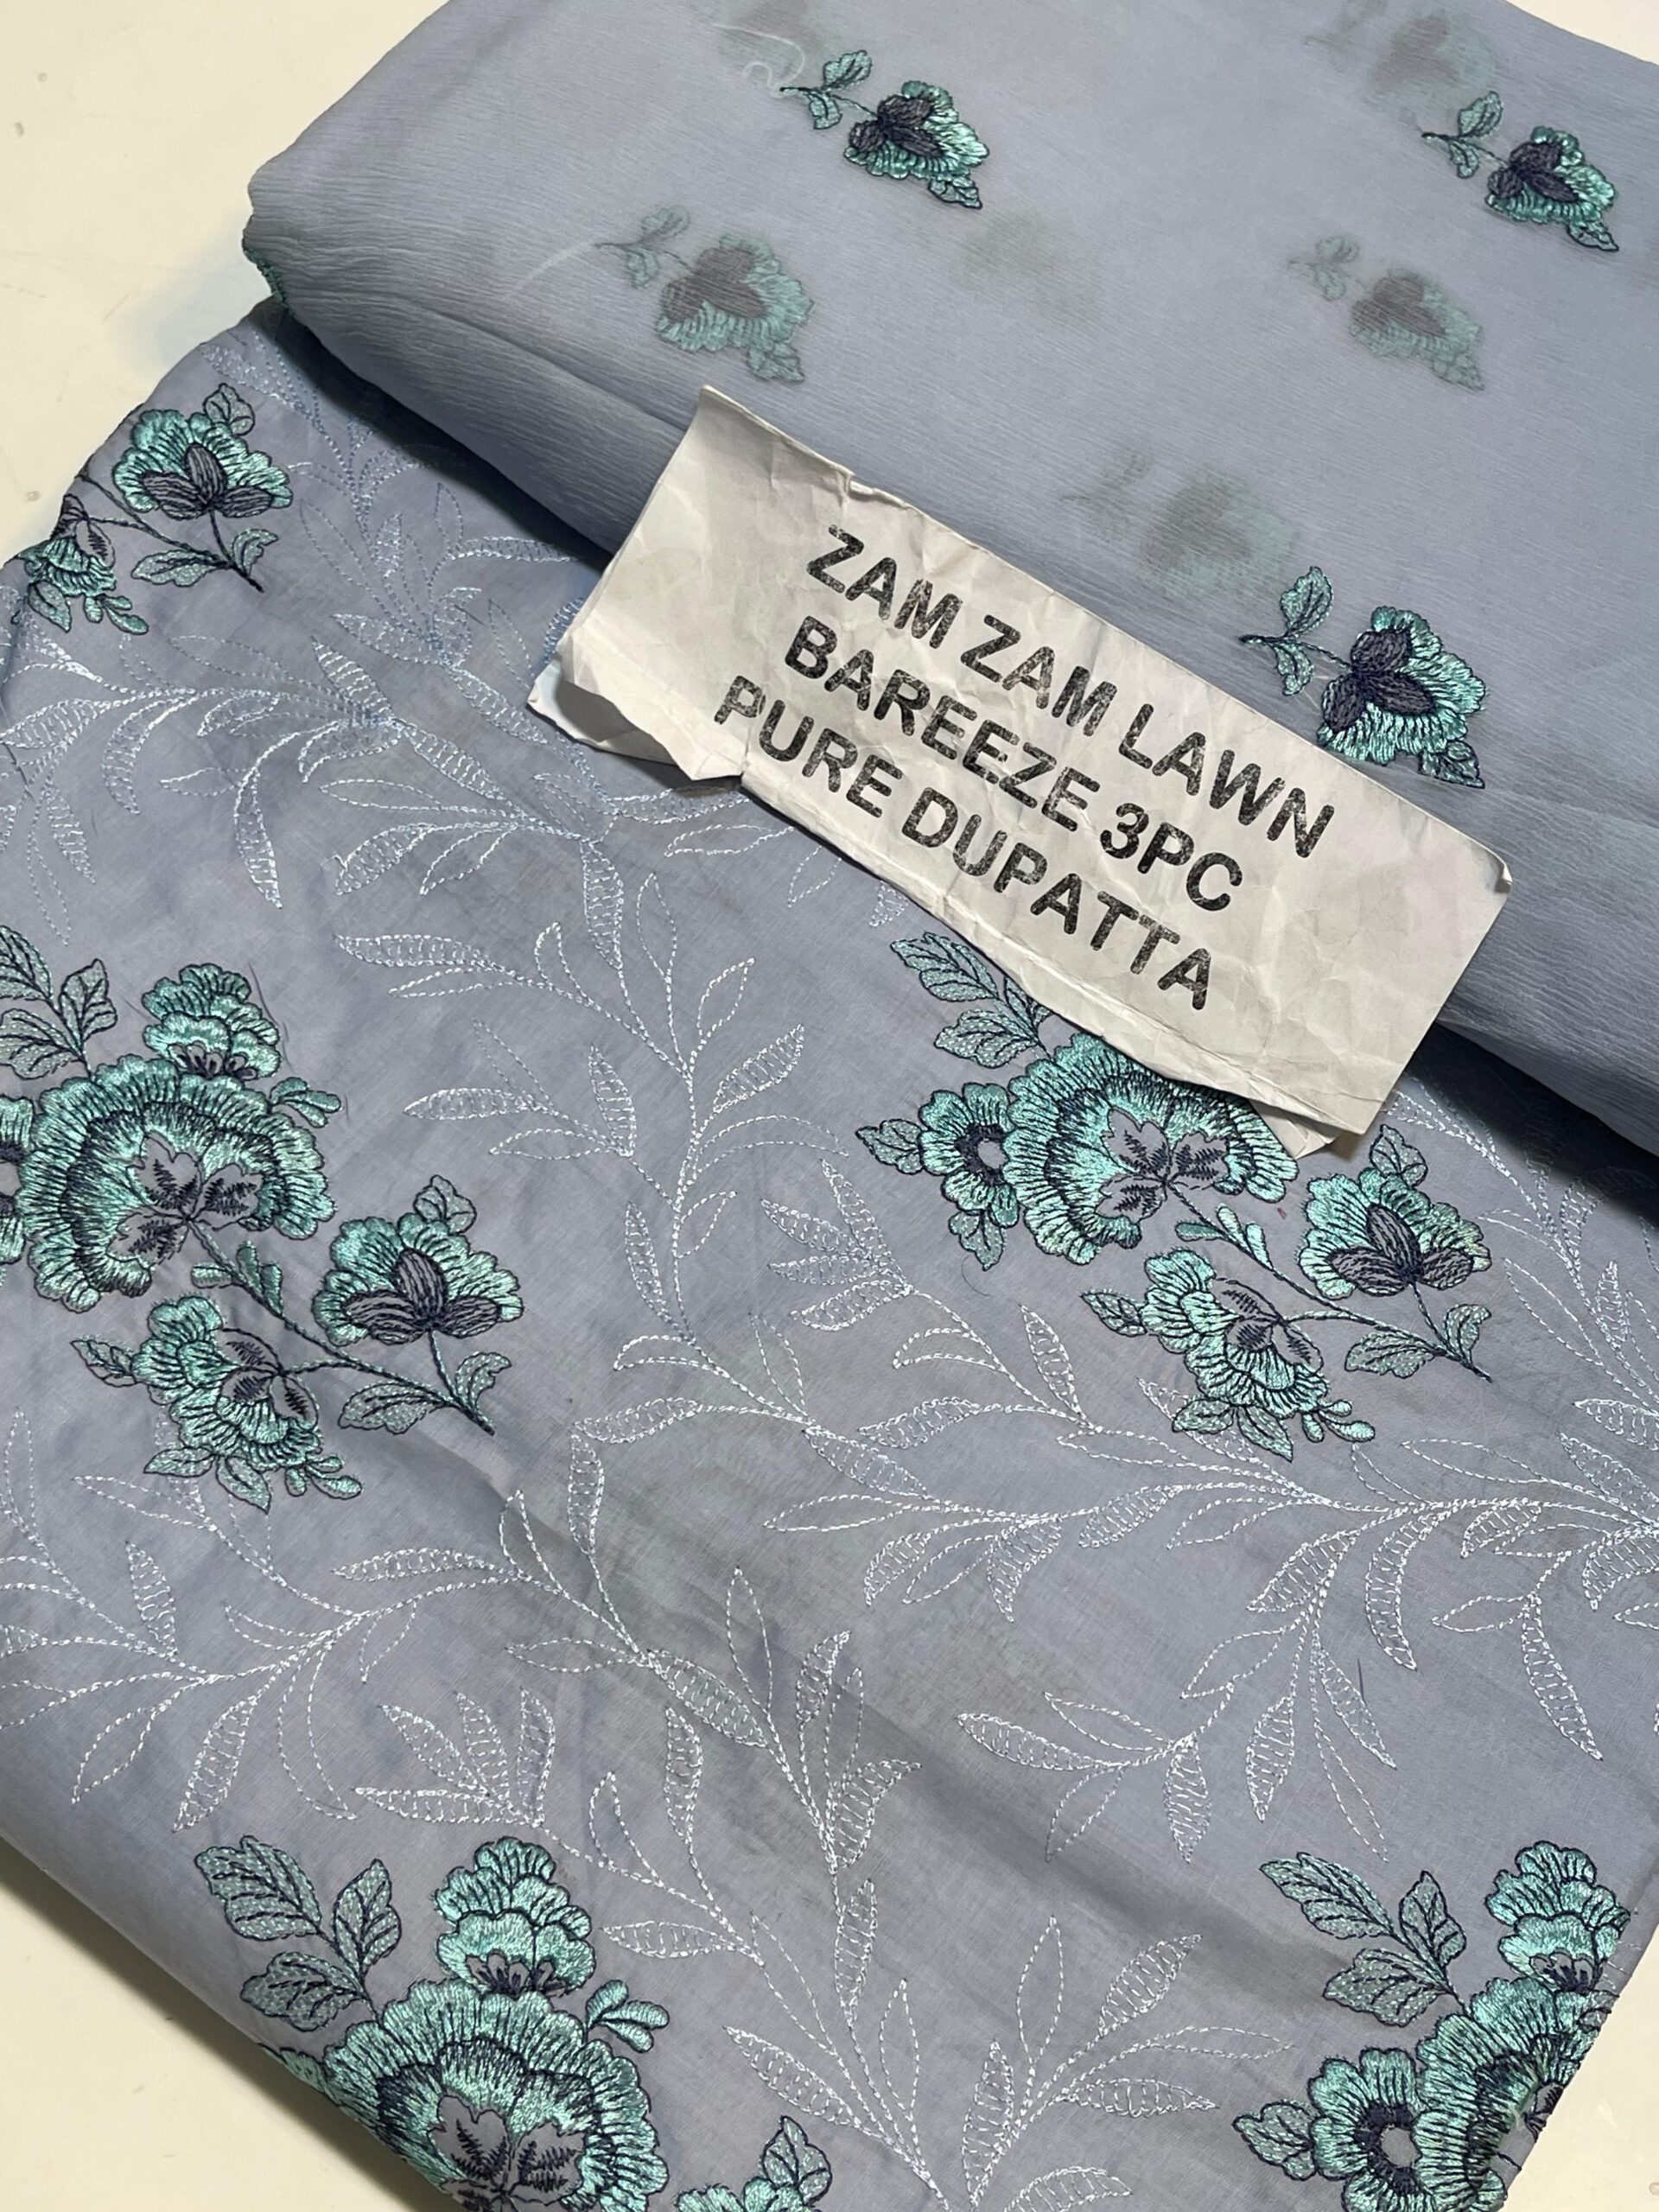 ZAM ZAM LAWN
BAREEZE 3PC
PURE DUPATTA